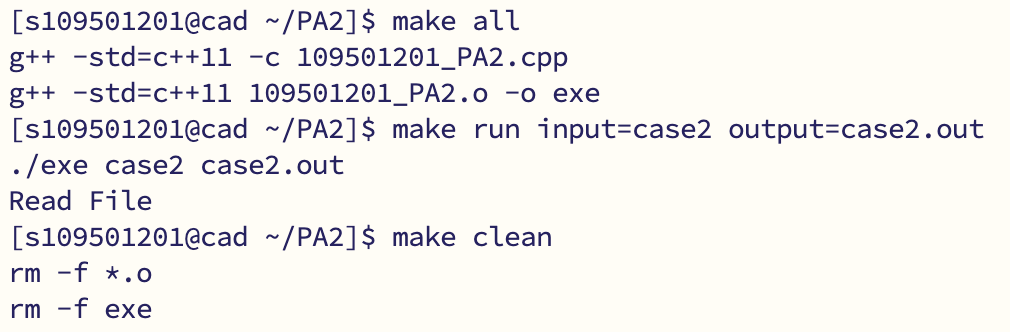 [s109501201@cad ~/PA2]$ make all
g++ -std=c++11 -c 109501201_PA2.cpp
g++ -std=c++11 109501201_PA2.o -o exe
[s109501201@cad ~/PA2]$ make run input=case2 output=case2.out
./exe case2 case2.out
Read File
[s109501201@cad ~/PA2]$ make clean
rm -f *.o
rm -f exe